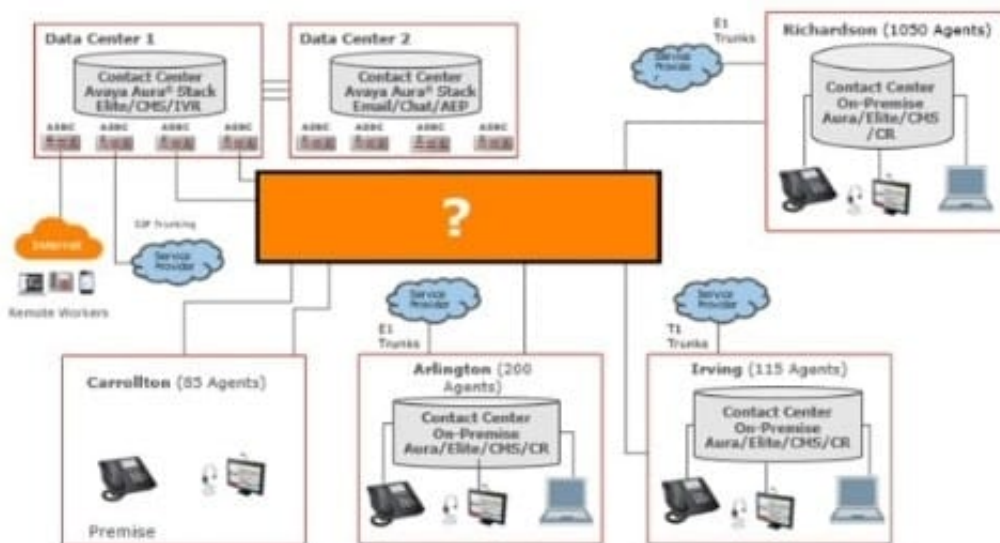 Data Center 1
Contact Center
Avaya Aura® Stack
Elite/CMS/IVR
ASBC ASBC ASBC ASBC
Data Center 2
Contact Center
Avaya Aura® Stack
Email/Chat/AEP
ASBC ASBC ASBC ASBC
E1
Trunks
Service
Provide
Richardson (1050 Agents)
Contact Center
On-Premise
Aura/Elite/CMS
/CR
?
Internet
Remote Workers
SIP Trunking
Service
Provider
Service
Provider
E1
Trunks
Service
Provider
T1
Trunks
Carrollton (85 Agents)
Premise
Arlington (200
Agents)
Contact Center
On-Premise
Aura/Elite/CMS/CR
Irving (115 Agents)
Contact Center
On-Premise
Aura/Elite/CMS/CR